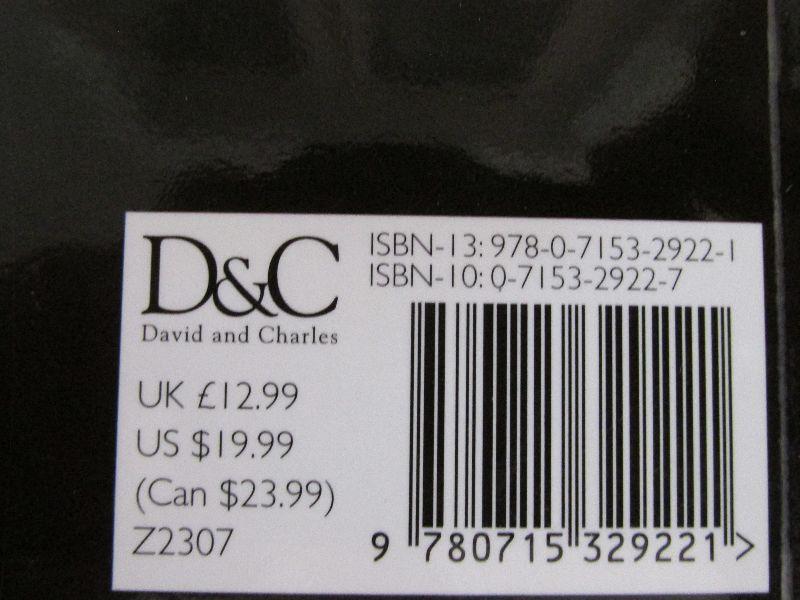 D&C
David and Charles
ISBN-13: 978-0-7153-2922-1
ISBN-10: 0-7153-2922-7
UK £12.99
US $19.99
(Can $23.99)
Z2307
9 780715 329221 >